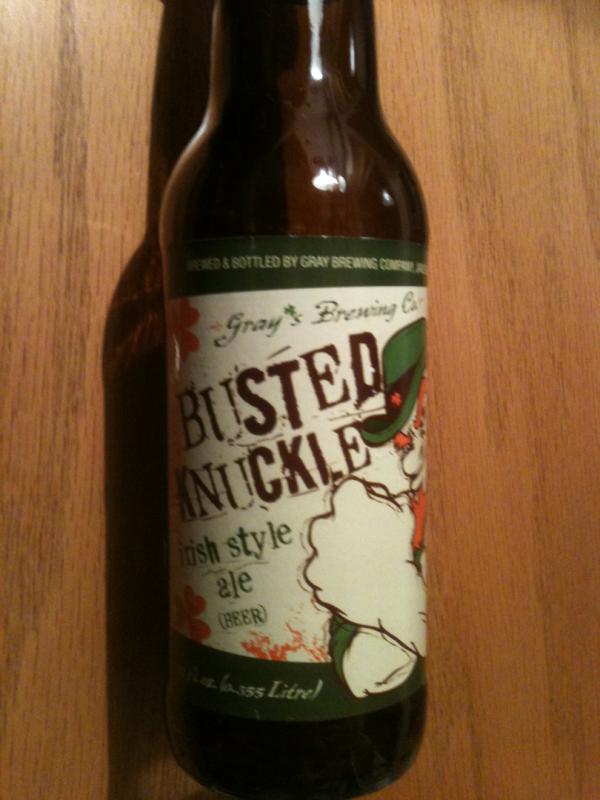 BREWED & BOTTLED BY GRAY BREWING COMPANY,
Gray's Brewing Co.
BUSTED
KNUCKLE
irish style
ale
(BEER)
fl. oz. (0.355 Litre)